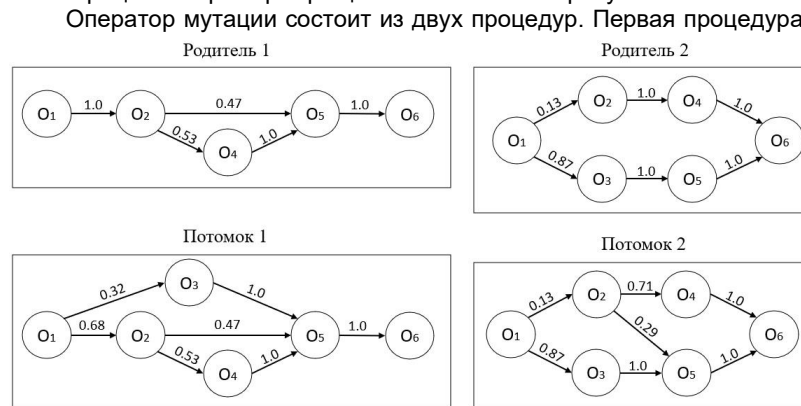 Оператор мутации состоит из двух процедур. Первая процедура
Родитель 1
O1 1.0 O2 0.47 O5 1.0 O6
0.53 O4 1.0
Родитель 2
0.13 O2 1.0 O4 1.0
O1 O6
0.87 O3 1.0 O5 1.0
Потомок 1
0.32 O3 1.0
O1 0.68 O2 0.47 O5 1.0 O6
0.53 O4 1.0
Потомок 2
0.13 O2 0.71 O4 1.0
O1 0.29 O6
0.87 O3 1.0 O5 1.0